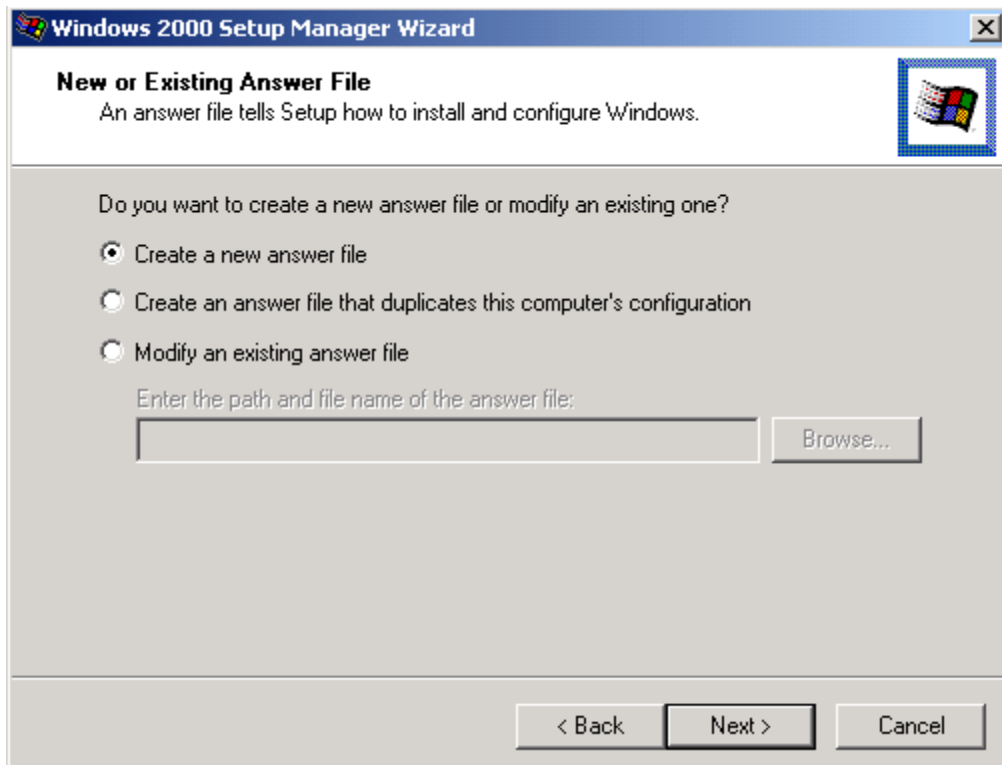 Windows 2000 Setup Manager Wizard
New or Existing Answer File
An answer file tells Setup how to install and configure Windows.
Do you want to create a new answer file or modify an existing one?
Create a new answer file
Create an answer file that duplicates this computer's configuration
Modify an existing answer file
Enter the path and file name of the answer file:
Browse...
< Back
Next >
Cancel